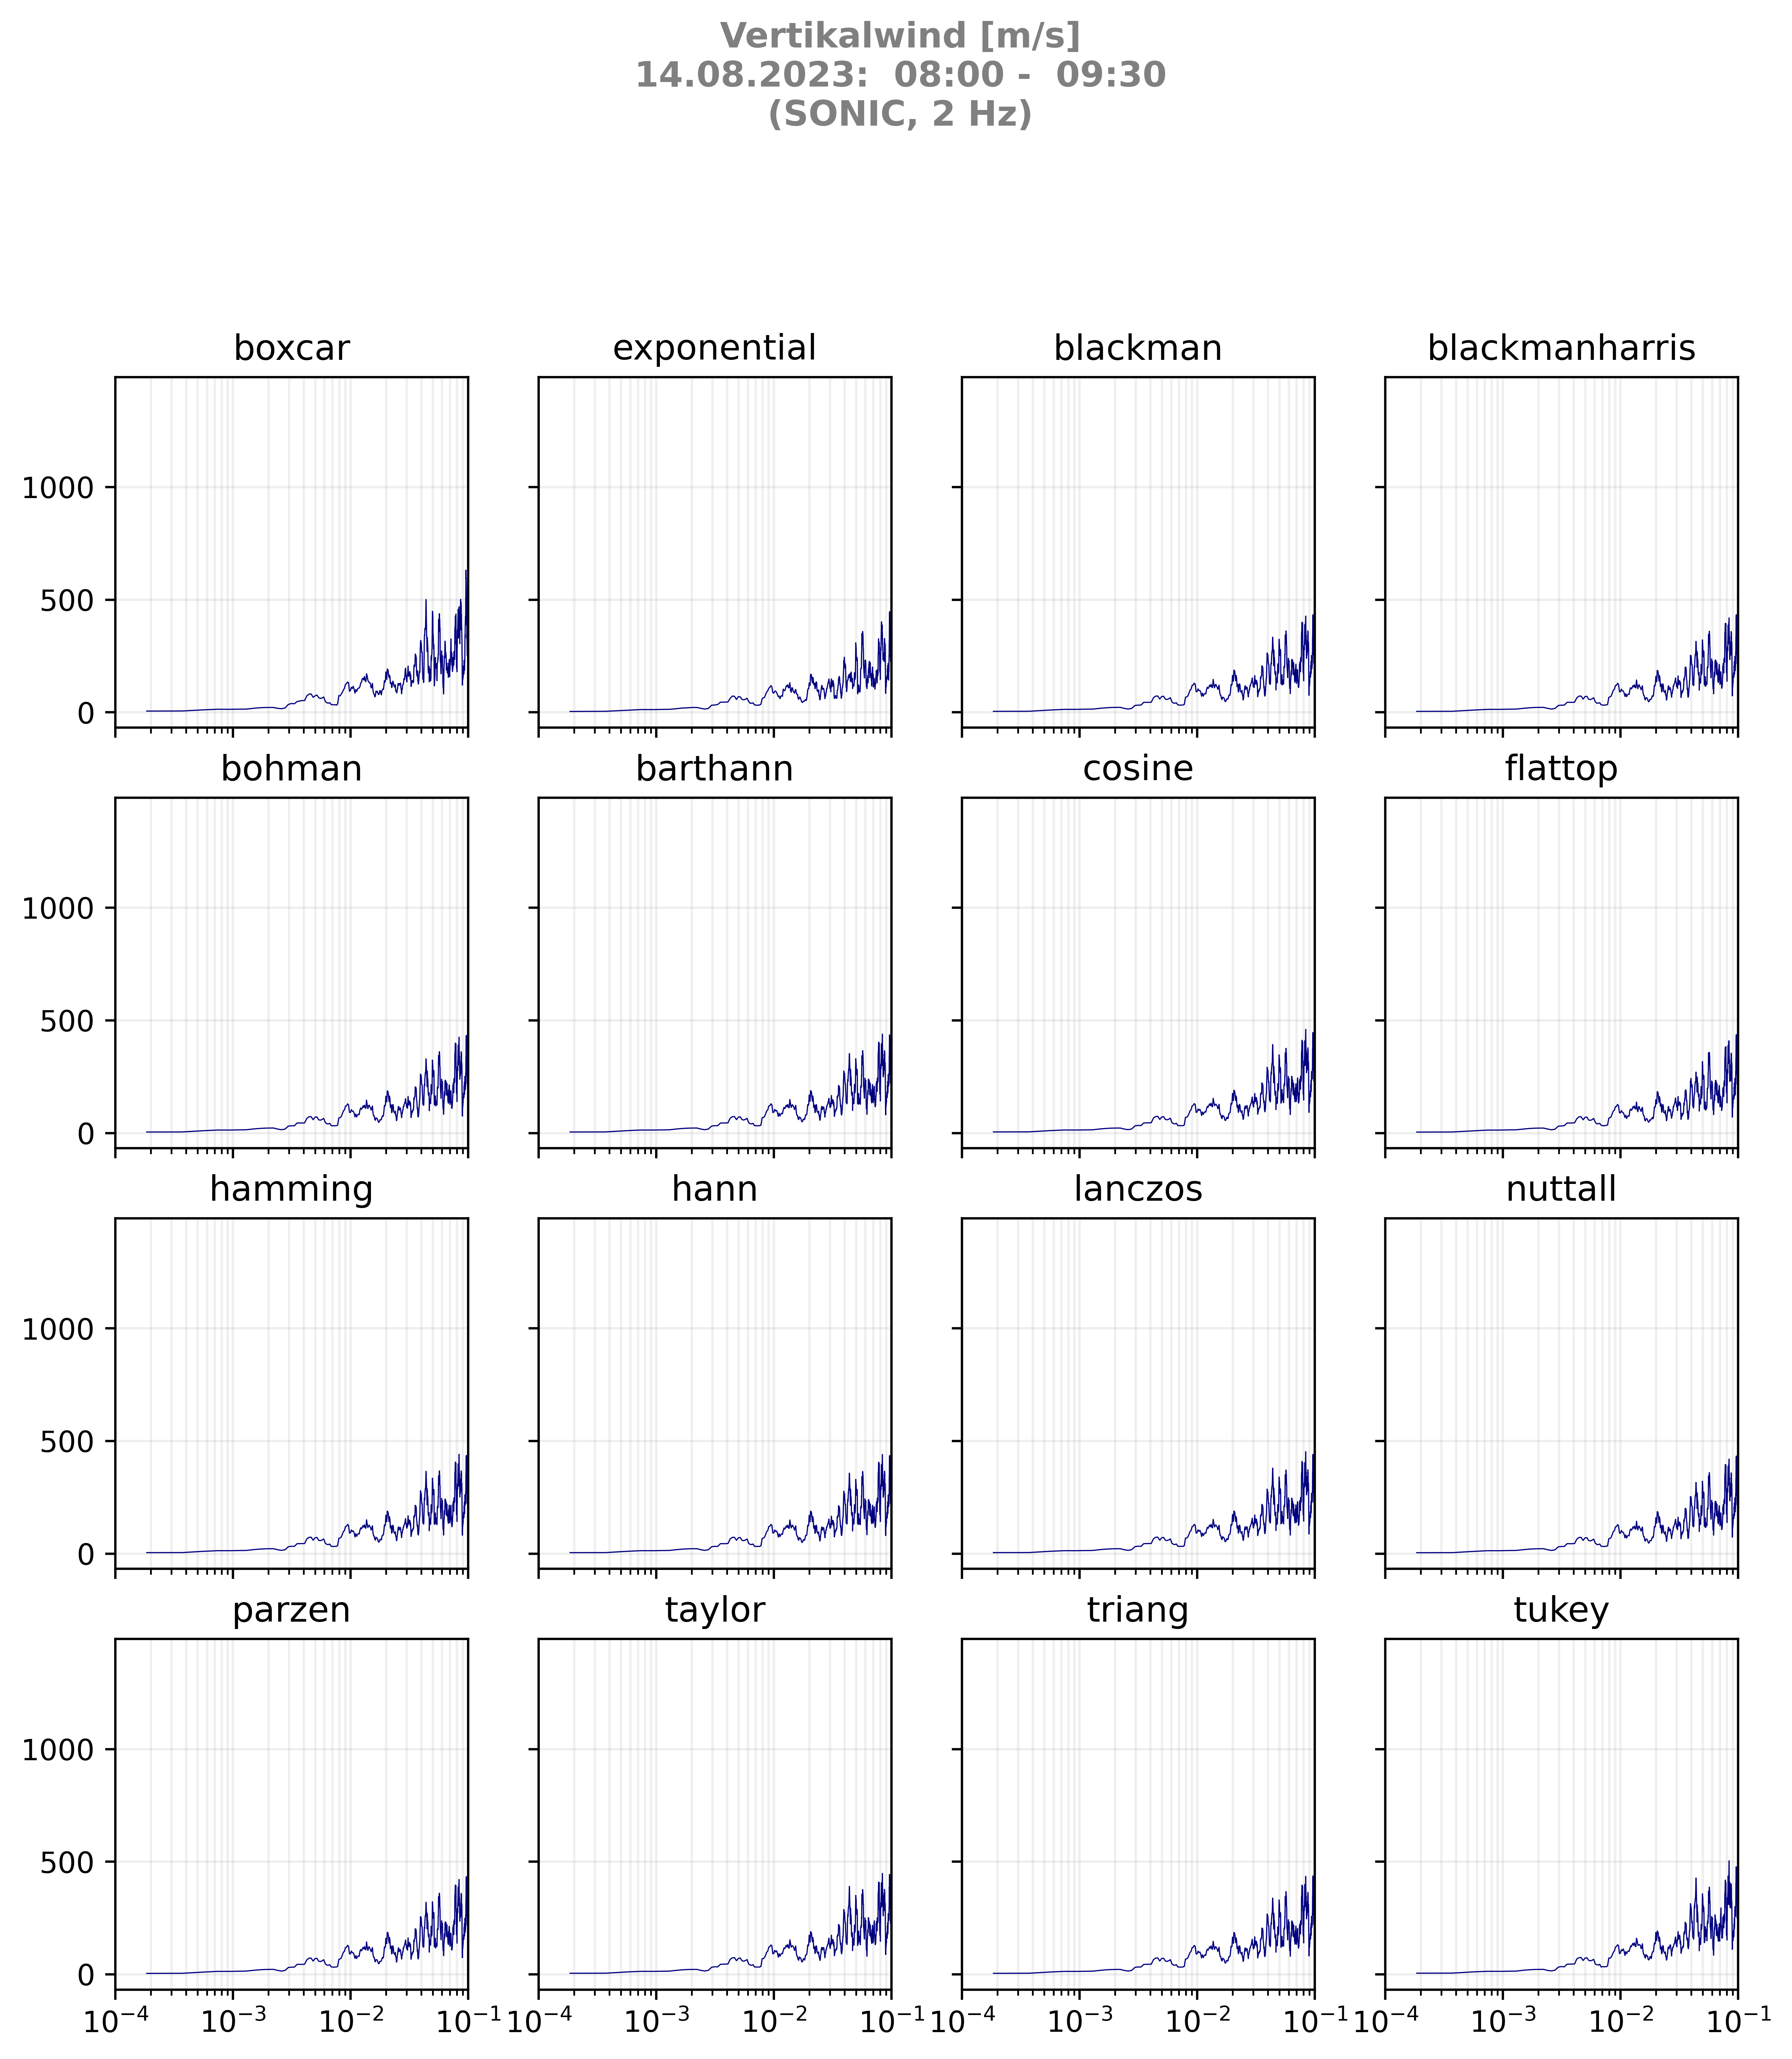 Vertikalwind [m/s]
14.08.2023:  08:00 -  09:30
(SONIC, 2 Hz)
boxcar exponential blackman blackmanharris
1000
500
0
bohman barthann cosine flattop
1000
500
0
hamming hann lanczos nuttall
1000
500
0
parzen taylor triang tukey
1000
500
0
10⁻⁴ 10⁻³ 10⁻² 10⁻¹ 10⁻⁴ 10⁻³ 10⁻² 10⁻¹ 10⁻⁴ 10⁻³ 10⁻² 10⁻¹ 10⁻⁴ 10⁻³ 10⁻² 10⁻¹